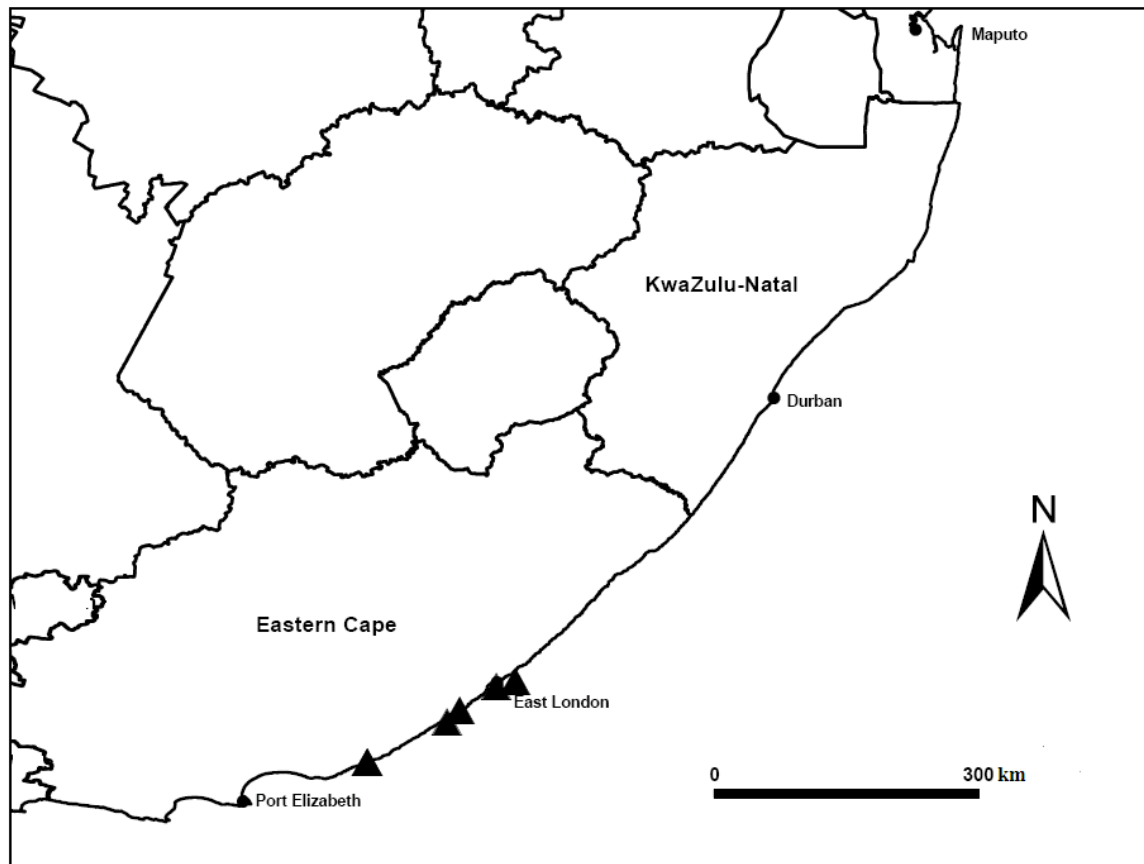 Maputo
KwaZulu-Natal
Durban
N
Eastern Cape
East London
Port Elizabeth
0 300 km